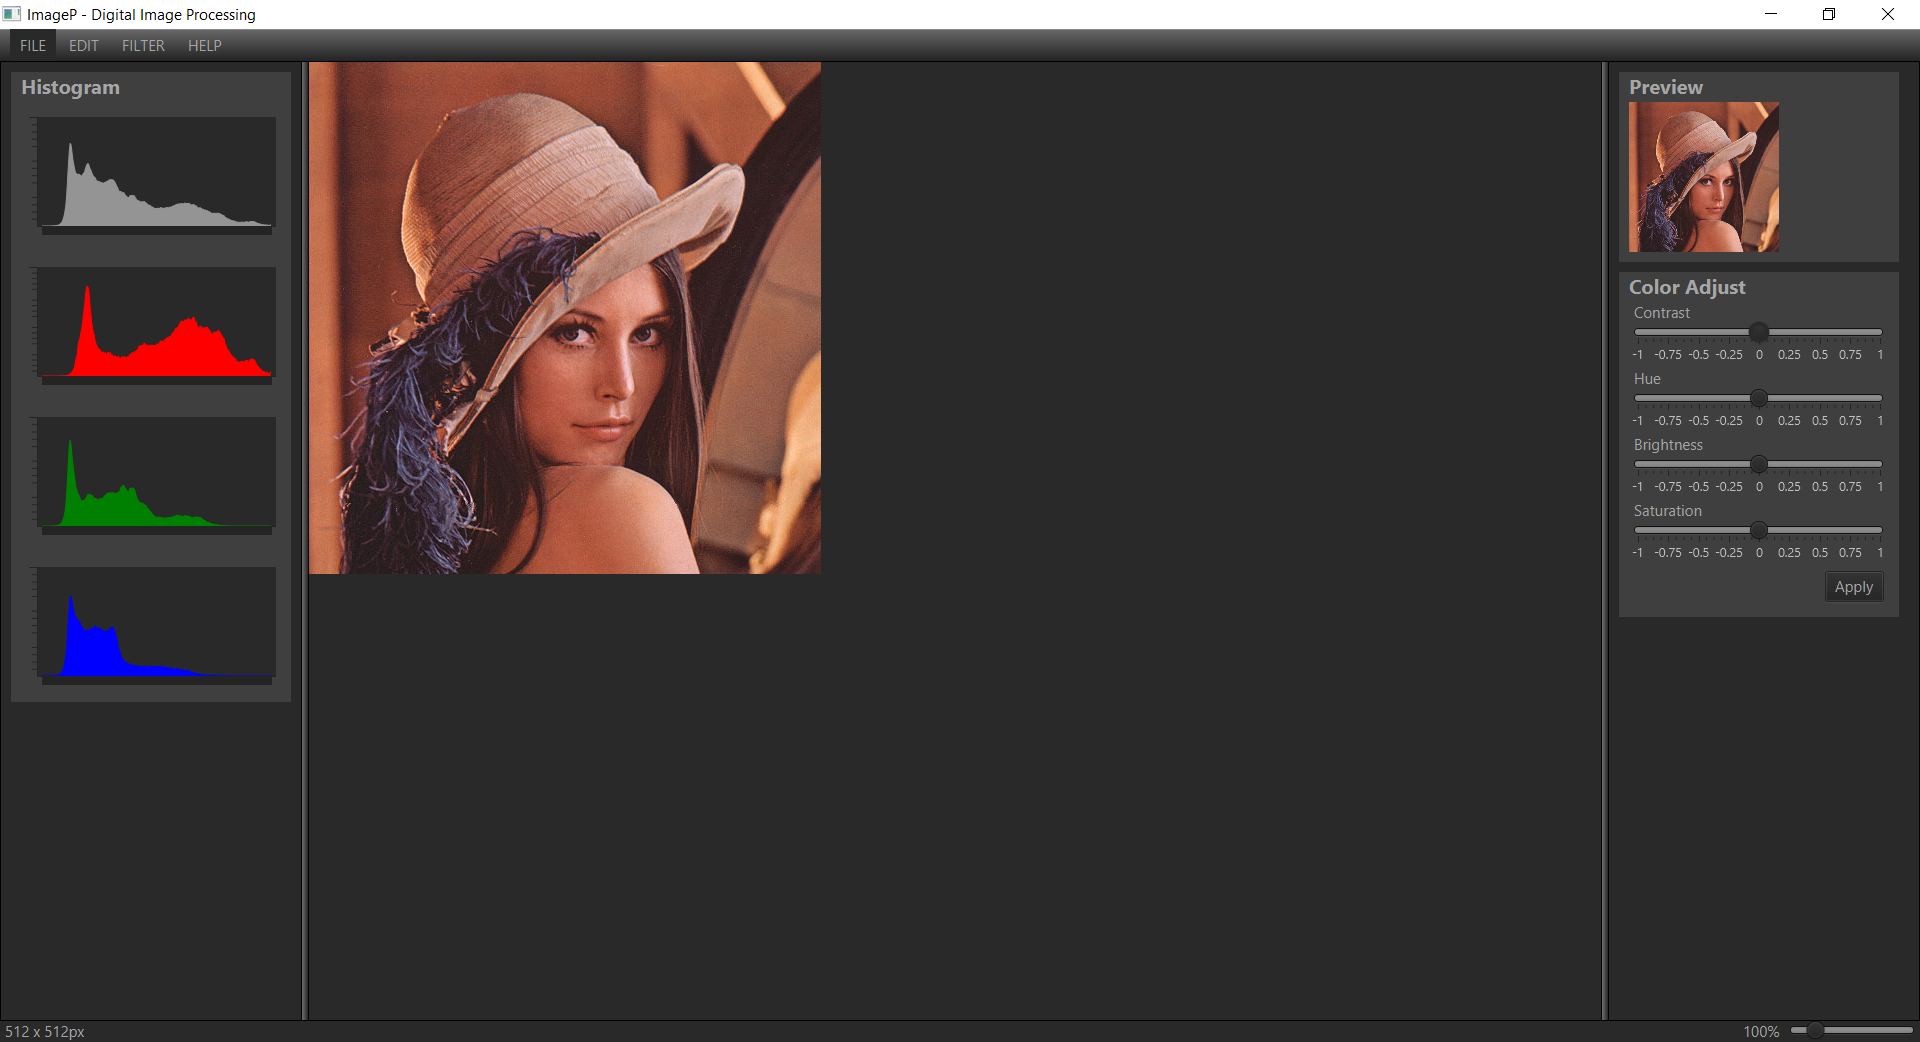 ImageP - Digital Image Processing
FILE EDIT FILTER HELP
Histogram
Preview
Color Adjust
Contrast
-1 -0.75 -0.5 -0.25 0 0.25 0.5 0.75 1
Hue
-1 -0.75 -0.5 -0.25 0 0.25 0.5 0.75 1
Brightness
-1 -0.75 -0.5 -0.25 0 0.25 0.5 0.75 1
Saturation
-1 -0.75 -0.5 -0.25 0 0.25 0.5 0.75 1
Apply
512 x 512px
100%